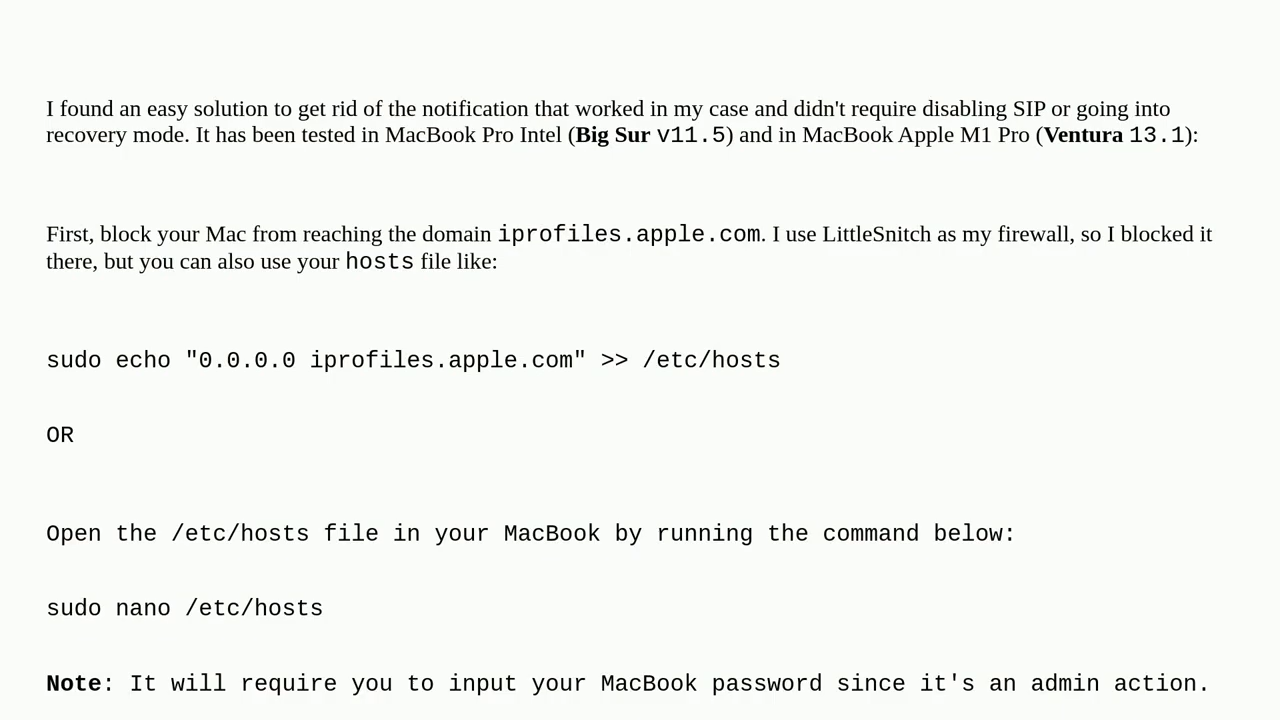 I found an easy solution to get rid of the notification that worked in my case and didn't require disabling SIP or going into
recovery mode. It has been tested in MacBook Pro Intel (Big Sur v11.5) and in MacBook Apple M1 Pro (Ventura 13.1):
First, block your Mac from reaching the domain iprofiles.apple.com. I use LittleSnitch as my firewall, so I blocked it
there, but you can also use your hosts file like:
sudo echo "0.0.0.0 iprofiles.apple.com" >> /etc/hosts
OR
Open the /etc/hosts file in your MacBook by running the command below:
sudo nano /etc/hosts
Note: It will require you to input your MacBook password since it's an admin action.